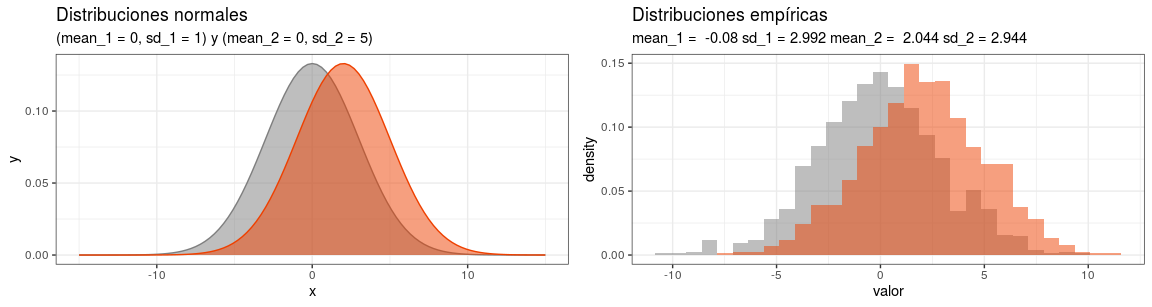 Distribuciones normales
(mean_1 = 0, sd_1 = 1) y (mean_2 = 0, sd_2 = 5)
0.10
0.05
0.00
y
-10
0
10
x
Distribuciones empíricas
mean_1 =  -0.08 sd_1 = 2.992 mean_2 =  2.044 sd_2 = 2.944
0.15
0.10
0.05
0.00
density
-10
-5
0
5
10
valor